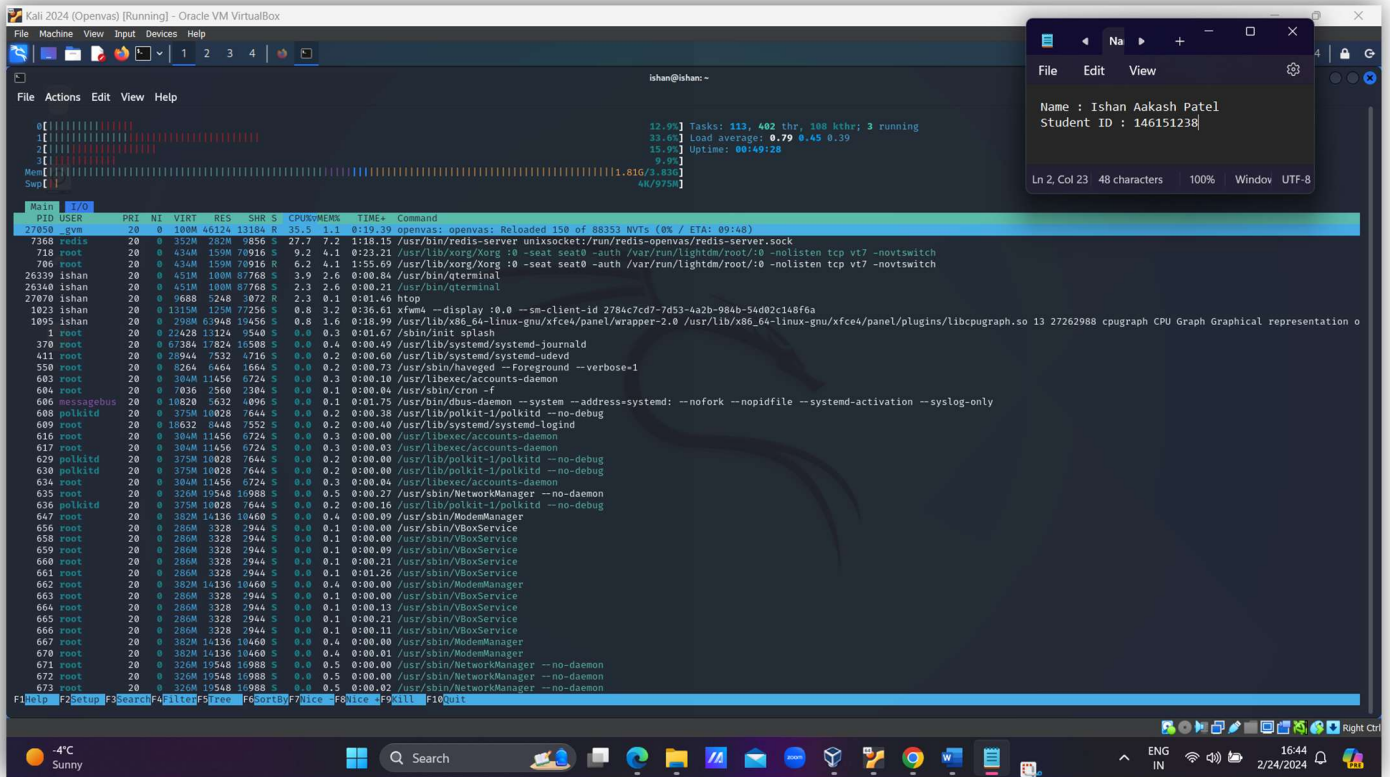 Kali 2024 (Openvas) [Running] - Oracle VM VirtualBox
File Machine View Input Devices Help
1 2 3 4
ishan@ishan: ~
File Actions Edit View Help
0[ 12.9%] Tasks: 113, 402 thr, 108 kthr; 3 running
1[ 33.6%] Load average: 0.79 0.45 0.39
2[ 15.9%] Uptime: 00:49:28
3[ 9.9%]
Mem[ 1.81G/3.83G]
Swp[ 4K/975M]
Main I/O
PID USER PRI NI VIRT RES SHR S CPU%▽MEM% TIME+ Command
27050 _gvm 20 0 100M 46124 13184 R 35.5 1.1 0:19.39 openvas: openvas: Reloaded 150 of 88353 NVTs (0% / ETA: 09:48)
7368 redis 20 0 352M 282M 9856 S 27.7 7.2 1:18.15 /usr/bin/redis-server unixsocket:/run/redis-openvas/redis-server.sock
718 root 20 0 434M 159M 70916 S 9.2 4.1 0:23.21 /usr/lib/xorg/Xorg :0 -seat seat0 -auth /var/run/lightdm/root/:0 -nolisten tcp vt7 -novtswitch
706 root 20 0 434M 159M 70916 R 6.2 4.1 1:55.69 /usr/lib/xorg/Xorg :0 -seat seat0 -auth /var/run/lightdm/root/:0 -nolisten tcp vt7 -novtswitch
26339 ishan 20 0 451M 100M 87768 S 3.9 2.6 0:00.84 /usr/bin/qterminal
26340 ishan 20 0 451M 100M 87768 S 2.3 2.6 0:00.21 /usr/bin/qterminal
27070 ishan 20 0 9688 5248 3072 R 2.3 0.1 0:01.46 htop
1023 ishan 20 0 1315M 125M 77256 S 0.8 3.2 0:36.61 xfwm4 --display :0.0 --sm-client-id 2784c7cd7-7d53-4a2b-984b-54d02c148f6a
1095 ishan 20 0 298M 63948 19456 S 0.8 1.6 0:18.99 /usr/lib/x86_64-linux-gnu/xfce4/panel/wrapper-2.0 /usr/lib/x86_64-linux-gnu/xfce4/panel/plugins/libcpugraph.so 13 27262988 cpugraph CPU Graph Graphical representation o
1 root 20 0 22428 13124 9540 S 0.0 0.3 0:01.67 /sbin/init splash
370 root 20 0 67384 17824 16508 S 0.0 0.4 0:00.49 /usr/lib/systemd/systemd-journald
411 root 20 0 28944 7532 4716 S 0.0 0.2 0:00.60 /usr/lib/systemd/systemd-udevd
550 root 20 0 8264 6464 1664 S 0.0 0.2 0:00.73 /usr/sbin/haveged --Foreground --verbose=1
603 root 20 0 304M 11456 6724 S 0.0 0.3 0:00.10 /usr/libexec/accounts-daemon
604 root 20 0 7036 2560 2304 S 0.0 0.1 0:00.04 /usr/sbin/cron -f
606 messagebus 20 0 10820 5632 4096 S 0.0 0.1 0:01.75 /usr/bin/dbus-daemon --system --address=systemd: --nofork --nopidfile --systemd-activation --syslog-only
608 polkitd 20 0 375M 10028 7644 S 0.0 0.2 0:00.38 /usr/lib/polkit-1/polkitd --no-debug
609 root 20 0 18632 8448 7552 S 0.0 0.2 0:00.40 /usr/lib/systemd/systemd-logind
616 root 20 0 304M 11456 6724 S 0.0 0.3 0:00.00 /usr/libexec/accounts-daemon
617 root 20 0 304M 11456 6724 S 0.0 0.3 0:00.03 /usr/libexec/accounts-daemon
629 polkitd 20 0 375M 10028 7644 S 0.0 0.2 0:00.00 /usr/lib/polkit-1/polkitd --no-debug
630 polkitd 20 0 375M 10028 7644 S 0.0 0.2 0:00.00 /usr/lib/polkit-1/polkitd --no-debug
634 root 20 0 304M 11456 6724 S 0.0 0.3 0:00.04 /usr/libexec/accounts-daemon
635 root 20 0 326M 19548 16988 S 0.0 0.5 0:00.27 /usr/sbin/NetworkManager --no-daemon
636 polkitd 20 0 375M 10028 7644 S 0.0 0.2 0:00.16 /usr/lib/polkit-1/polkitd --no-debug
647 root 20 0 382M 14136 10460 S 0.0 0.4 0:00.09 /usr/sbin/ModemManager
656 root 20 0 286M 3328 2944 S 0.0 0.1 0:00.00 /usr/sbin/VBoxService
658 root 20 0 286M 3328 2944 S 0.0 0.1 0:00.00 /usr/sbin/VBoxService
659 root 20 0 286M 3328 2944 S 0.0 0.1 0:00.09 /usr/sbin/VBoxService
660 root 20 0 286M 3328 2944 S 0.0 0.1 0:00.21 /usr/sbin/VBoxService
661 root 20 0 286M 3328 2944 S 0.0 0.1 0:01.26 /usr/sbin/VBoxService
662 root 20 0 382M 14136 10460 S 0.0 0.4 0:00.00 /usr/sbin/ModemManager
663 root 20 0 286M 3328 2944 S 0.0 0.1 0:00.00 /usr/sbin/VBoxService
664 root 20 0 286M 3328 2944 S 0.0 0.1 0:00.13 /usr/sbin/VBoxService
665 root 20 0 286M 3328 2944 S 0.0 0.1 0:00.21 /usr/sbin/VBoxService
666 root 20 0 286M 3328 2944 S 0.0 0.1 0:00.11 /usr/sbin/VBoxService
667 root 20 0 382M 14136 10460 S 0.0 0.4 0:00.00 /usr/sbin/ModemManager
670 root 20 0 382M 14136 10460 S 0.0 0.4 0:00.01 /usr/sbin/ModemManager
671 root 20 0 326M 19548 16988 S 0.0 0.5 0:00.00 /usr/sbin/NetworkManager --no-daemon
672 root 20 0 326M 19548 16988 S 0.0 0.5 0:00.00 /usr/sbin/NetworkManager --no-daemon
673 root 20 0 326M 19548 16988 S 0.0 0.5 0:00.02 /usr/sbin/NetworkManager --no-daemon
F1Help F2Setup F3SearchF4FilterF5Tree F6SortByF7Nice -F8Nice +F9Kill F10Quit
Na
File Edit View
Name : Ishan Aakash Patel
Student ID : 146151238
Ln 2, Col 23 48 characters 100% Window UTF-8
Right Ctrl
-4°C
Sunny
Search
zoom
ENG
IN
16:44
2/24/2024
PRE